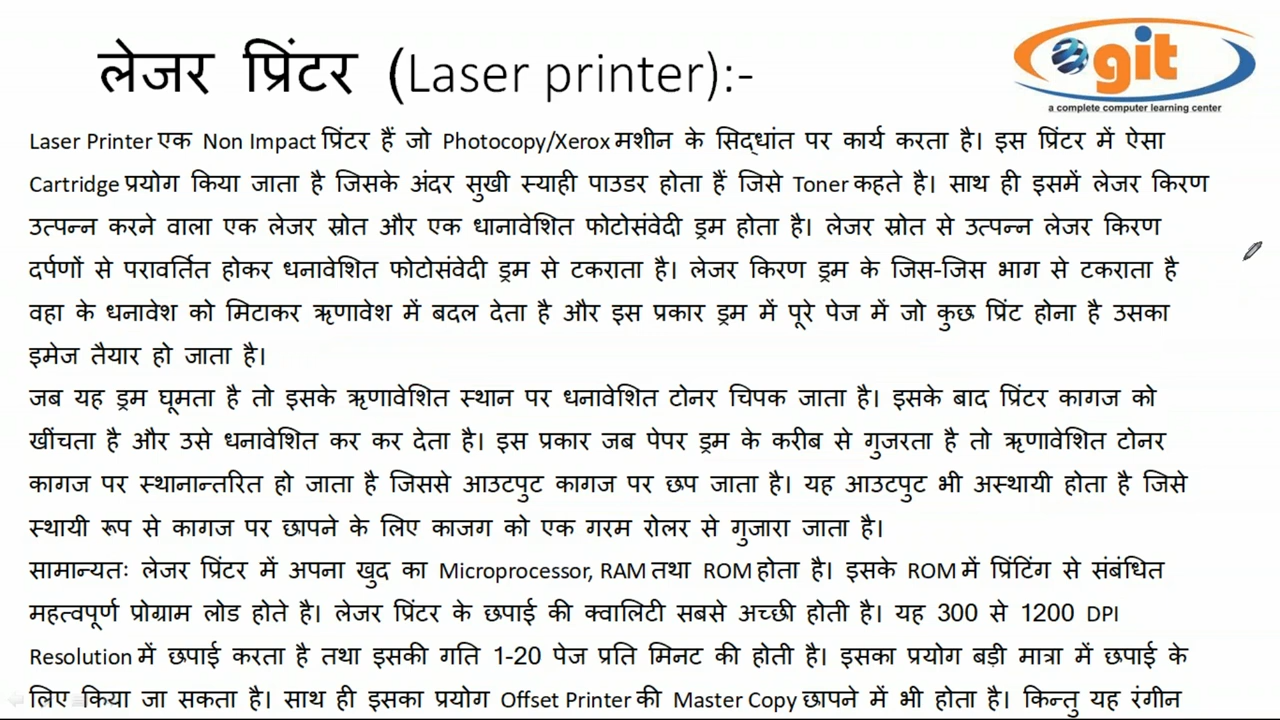 लेजर प्रिंटर (Laser printer):-
egit
a complete computer learning center
Laser Printer एक Non Impact प्रिंटर हैं जो Photocopy/Xerox मशीन के सिद्धांत पर कार्य करता है। इस प्रिंटर में ऐसा
Cartridge प्रयोग किया जाता है जिसके अंदर सुखी स्याही पाउडर होता हैं जिसे Toner कहते है। साथ ही इसमें लेजर किरण
उत्पन्न करने वाला एक लेजर स्रोत और एक धानावेशित फोटोसंवेदी ड्रम होता है। लेजर स्रोत से उत्पन्न लेजर किरण
दर्पणों से परावर्तित होकर धनावेशित फोटोसंवेदी ड्रम से टकराता है। लेजर किरण ड्रम के जिस-जिस भाग से टकराता है
वहा के धनावेश को मिटाकर ऋणावेश में बदल देता है और इस प्रकार ड्रम में पूरे पेज में जो कुछ प्रिंट होना है उसका
इमेज तैयार हो जाता है।
जब यह ड्रम घूमता है तो इसके ऋणावेशित स्थान पर धनावेशित टोनर चिपक जाता है। इसके बाद प्रिंटर कागज को
खींचता है और उसे धनावेशित कर कर देता है। इस प्रकार जब पेपर ड्रम के करीब से गुजरता है तो ऋणावेशित टोनर
कागज पर स्थानान्तरित हो जाता है जिससे आउटपुट कागज पर छप जाता है। यह आउटपुट भी अस्थायी होता है जिसे
स्थायी रूप से कागज पर छापने के लिए काजग को एक गरम रोलर से गुजारा जाता है।
सामान्यतः लेजर प्रिंटर में अपना खुद का Microprocessor, RAM तथा ROM होता है। इसके ROM में प्रिंटिंग से संबंधित
महत्वपूर्ण प्रोग्राम लोड होते है। लेजर प्रिंटर के छपाई की क्वालिटी सबसे अच्छी होती है। यह 300 से 1200 DPI
Resolution में छपाई करता है तथा इसकी गति 1-20 पेज प्रति मिनट की होती है। इसका प्रयोग बड़ी मात्रा में छपाई के
लिए किया जा सकता है। साथ ही इसका प्रयोग Offset Printer की Master Copy छापने में भी होता है। किन्तु यह रंगीन